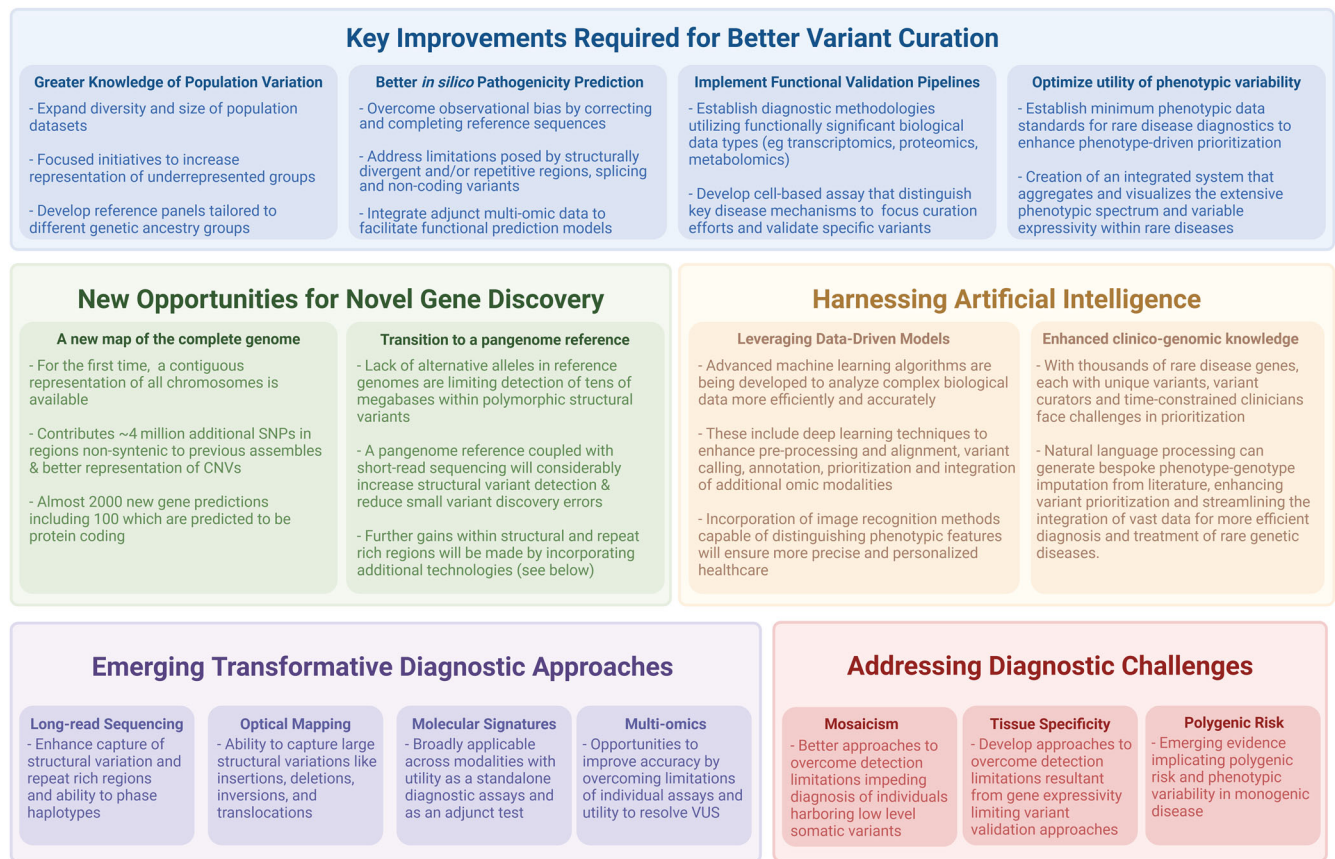 Key Improvements Required for Better Variant Curation
Greater Knowledge of Population Variation
- Expand diversity and size of population
datasets
- Focused initiatives to increase
representation of underrepresented groups
- Develop reference panels tailored to
different genetic ancestry groups
Better in silico Pathogenicity Prediction
- Overcome observational bias by correcting
and completing reference sequences
- Address limitations posed by structurally
divergent and/or repetitive regions, splicing
and non-coding variants
- Integrate adjunct multi-omic data to
facilitate functional prediction models
Implement Functional Validation Pipelines
- Establish diagnostic methodologies
utilizing functionally significant biological
data types (eg transcriptomics, proteomics,
metabolomics)
- Develop cell-based assay that distinguish
key disease mechanisms to focus curation
efforts and validate specific variants
Optimize utility of phenotypic variability
- Establish minimum phenotypic data
standards for rare disease diagnostics to
enhance phenotype-driven prioritization
- Creation of an integrated system that
aggregates and visualizes the extensive
phenotypic spectrum and variable
expressivity within rare diseases
New Opportunities for Novel Gene Discovery
A new map of the complete genome
- For the first time, a contiguous
representation of all chromosomes is
available
- Contributes ~4 million additional SNPs in
regions non-syntenic to previous assembles
& better representation of CNVs
- Almost 2000 new gene predictions
including 100 which are predicted to be
protein coding
Transition to a pangenome reference
- Lack of alternative alleles in reference
genomes are limiting detection of tens of
megabases within polymorphic structural
variants
- A pangenome reference coupled with
short-read sequencing will considerably
increase structural variant detection &
reduce small variant discovery errors
- Further gains within structural and repeat
rich regions will be made by incorporating
additional technologies (see below)
Harnessing Artificial Intelligence
Leveraging Data-Driven Models
- Advanced machine learning algorithms are
being developed to analyze complex biological
data more efficiently and accurately
- These include deep learning techniques to
enhance pre-processing and alignment, variant
calling, annotation, prioritization and integration
of additional omic modalities
- Incorporation of image recognition methods
capable of distinguishing phenotypic features
will ensure more precise and personalized
healthcare
Enhanced clinico-genomic knowledge
- With thousands of rare disease genes,
each with unique variants, variant
curators and time-constrained clinicians
face challenges in prioritization
- Natural language processing can
generate bespoke phenotype-genotype
imputation from literature, enhancing
variant prioritization and streamlining the
integration of vast data for more efficient
diagnosis and treatment of rare genetic
diseases.
Emerging Transformative Diagnostic Approaches
Long-read Sequencing
- Enhance capture of
structural variation and
repeat rich regions
and ability to phase
haplotypes
Optical Mapping
- Ability to capture large
structural variations like
insertions, deletions,
inversions, and
translocations
Molecular Signatures
- Broadly applicable
across modalities with
utility as a standalone
diagnostic assays and
as an adjunct test
Multi-omics
- Opportunities to
improve accuracy by
overcoming limitations
of individual assays and
utility to resolve VUS
Addressing Diagnostic Challenges
Mosaicism
- Better approaches to
overcome detection
limitations impeding
diagnosis of individuals
harboring low level
somatic variants
Tissue Specificity
- Develop approaches to
overcome detection
limitations resultant
from gene expressivity
limiting variant
validation approaches
Polygenic Risk
- Emerging evidence
implicating polygenic
risk and phenotypic
variability in monogenic
disease